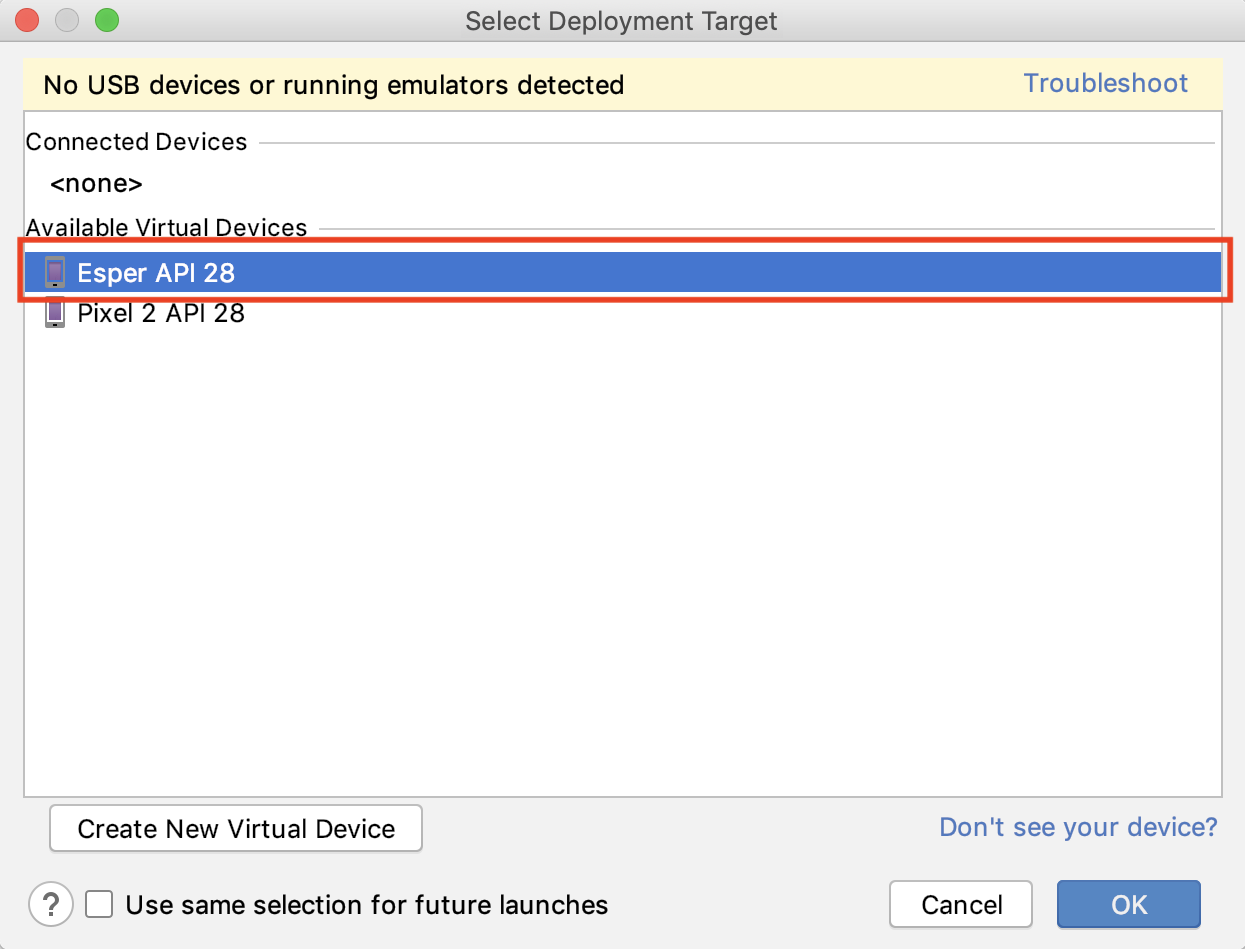 Select Deployment Target
No USB devices or running emulators detected
Troubleshoot
Connected Devices
<none>
Available Virtual Devices
Esper API 28
Pixel 2 API 28
Create New Virtual Device
Don't see your device?
?
Use same selection for future launches
Cancel
OK